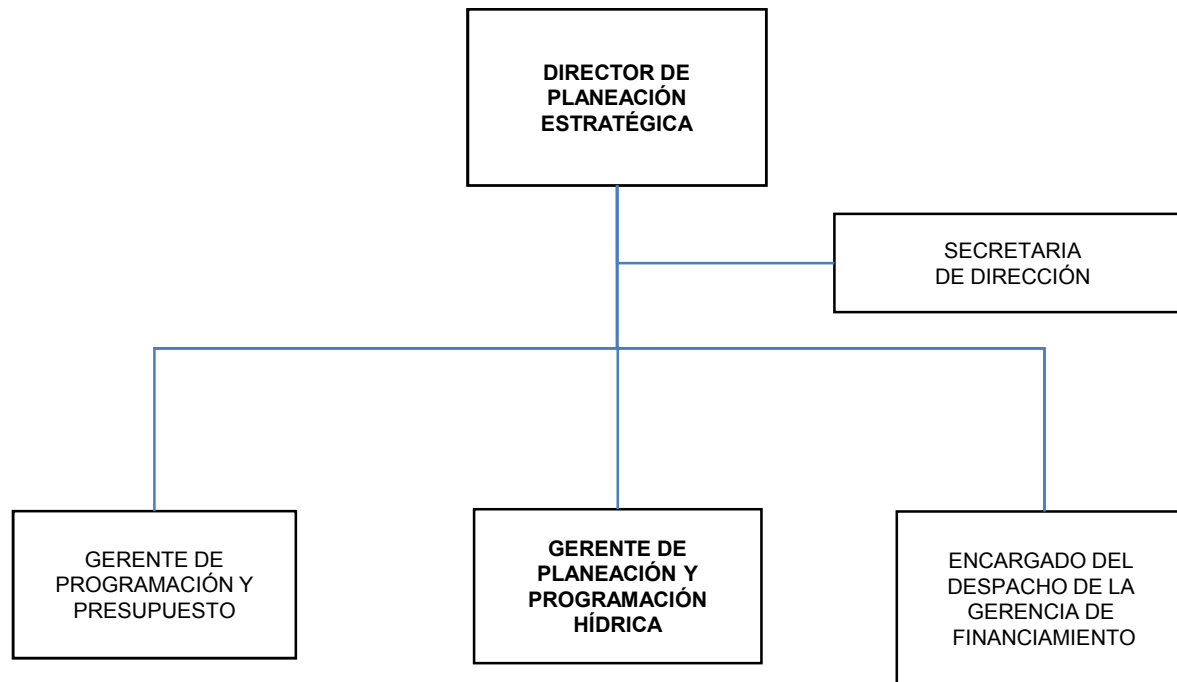 DIRECTOR DE
PLANEACIÓN
ESTRATÉGICA
SECRETARIA
DE DIRECCIÓN
GERENTE DE
PROGRAMACIÓN Y
PRESUPUESTO
GERENTE DE
PLANEACIÓN Y
PROGRAMACIÓN
HÍDRICA
ENCARGADO DEL
DESPACHO DE LA
GERENCIA DE
FINANCIAMIENTO